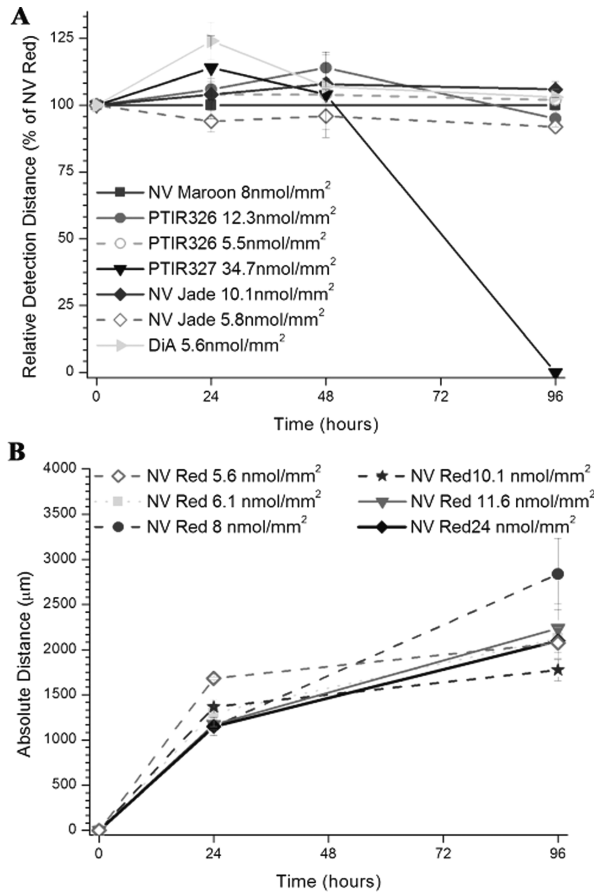 A
Relative Detection Distance (% of NV Red)
125
100
75
50
25
0
NV Maroon 8nmol/mm²
PTIR326 12.3nmol/mm²
PTIR326 5.5nmol/mm²
PTIR327 34.7nmol/mm²
NV Jade 10.1nmol/mm²
NV Jade 5.8nmol/mm²
DiA 5.6nmol/mm²
0 24 48 72 96
Time (hours)
B
Absolute Distance (μm)
4000
3500
3000
2500
2000
1500
1000
500
0
NV Red 5.6 nmol/mm²
NV Red 6.1 nmol/mm²
NV Red 8 nmol/mm²
NV Red10.1 nmol/mm²
NV Red 11.6 nmol/mm²
NV Red24 nmol/mm²
0 24 48 96
Time (hours)